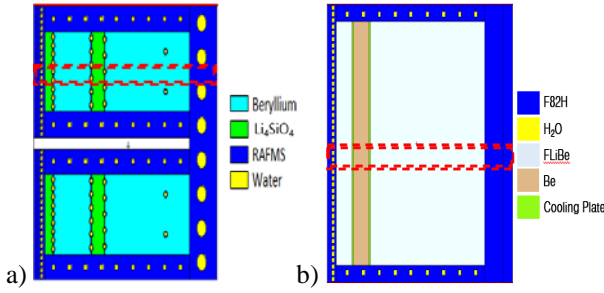 Beryllium
Li₄SiO₄
RAFMS
Water
a)
F82H
H₂O
FLiBe
Be
Cooling Plate
b)